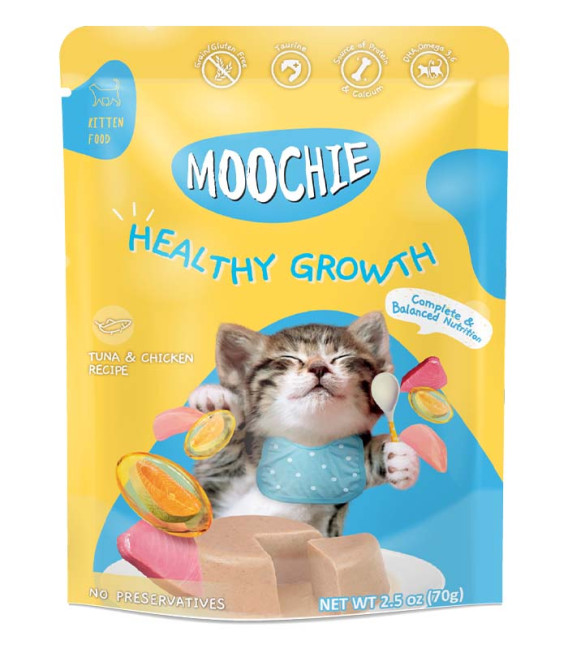 Grain/Gluten Free
Taurine
Source of Protein
& Calcium
DHA, Omega 3,6
KITTEN
FOOD
MOOCHIE
HEALTHY GROWTH
Complete &
Balanced Nutrition
TUNA & CHICKEN
RECIPE
NO PRESERVATIVES
NET WT 2.5 oz (70g)